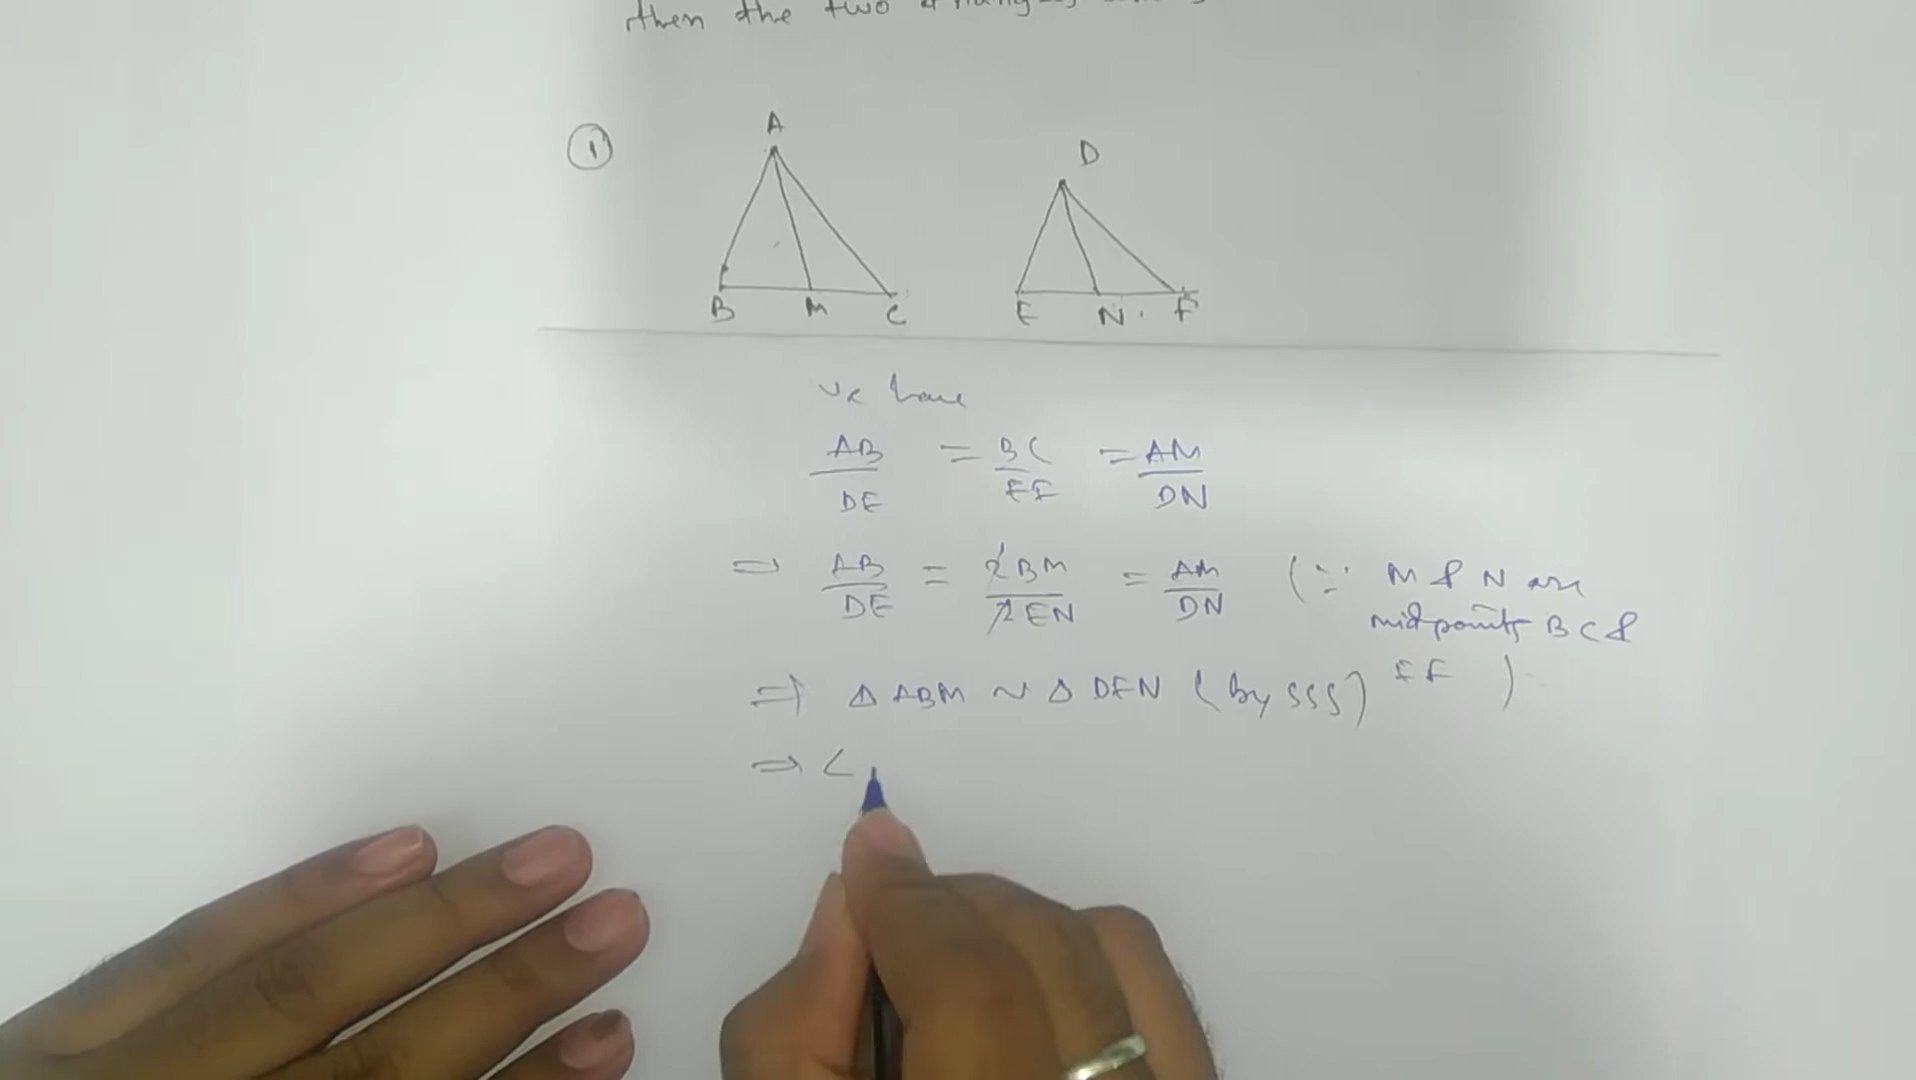 then the two
①
A
D
B M C
E N F
we have
AB/DE = BC/EF = AM/DN
⇒ AB/DE = 2BM/2EN = AM/DN (∵ M & N are
midpoints BC &
EF)
⇒ Δ ABM ~ Δ DEN (by SSS)
⇒ ∠